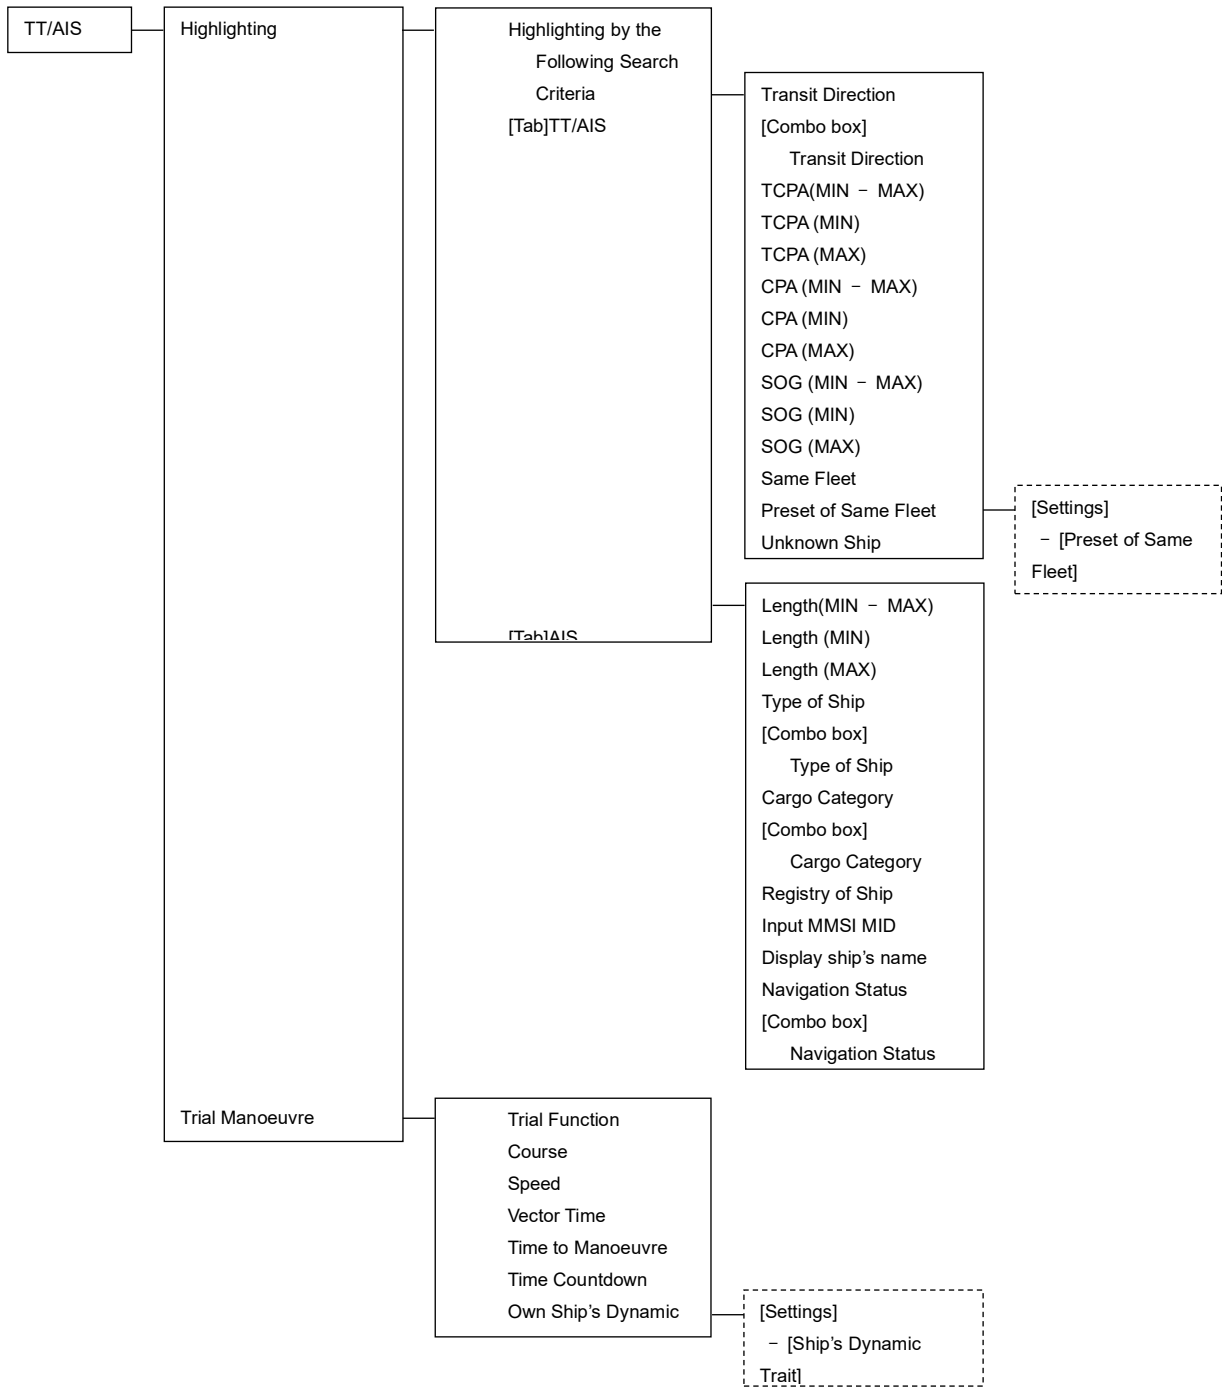 TT/AIS
Highlighting
Highlighting by the
Following Search
Criteria
[Tab]TT/AIS
Transit Direction
[Combo box]
Transit Direction
TCPA(MIN − MAX)
TCPA (MIN)
TCPA (MAX)
CPA (MIN − MAX)
CPA (MIN)
CPA (MAX)
SOG (MIN − MAX)
SOG (MIN)
SOG (MAX)
Same Fleet
Preset of Same Fleet
Unknown Ship
[Settings]
− [Preset of Same
Fleet]
[Tab]AIS
Length(MIN − MAX)
Length (MIN)
Length (MAX)
Type of Ship
[Combo box]
Type of Ship
Cargo Category
[Combo box]
Cargo Category
Registry of Ship
Input MMSI MID
Display ship’s name
Navigation Status
[Combo box]
Navigation Status
Trial Manoeuvre
Trial Function
Course
Speed
Vector Time
Time to Manoeuvre
Time Countdown
Own Ship’s Dynamic
[Settings]
− [Ship’s Dynamic
Trait]